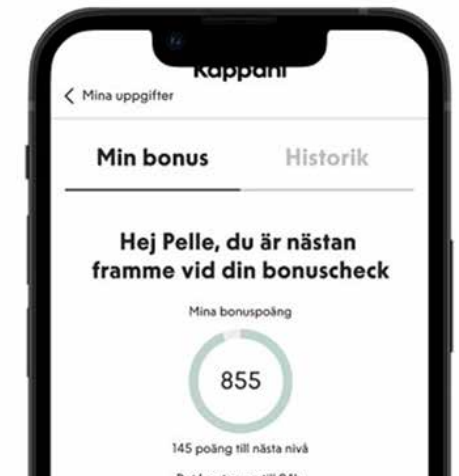 Kappahl
Mina uppgifter
Min bonus Historik
Hej Pelle, du är nästan
framme vid din bonuscheck
Mina bonuspoäng
855
145 poäng till nästa nivå